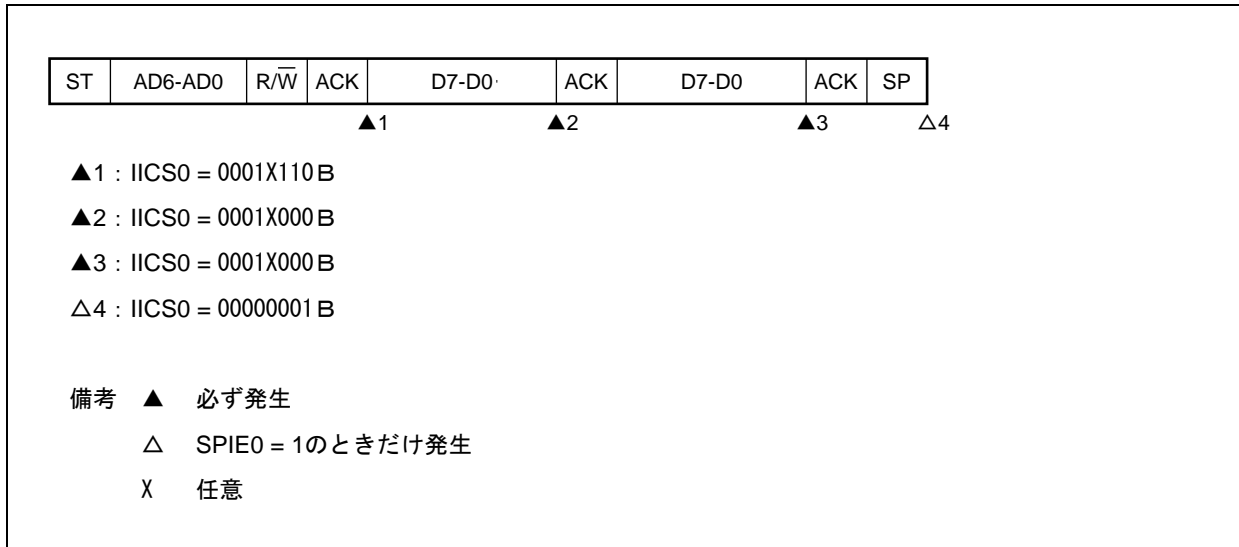 ST AD6-AD0 R/W̅ ACK D7-D0 ACK D7-D0 ACK SP
▲1 ▲2 ▲3 △4
▲1：IICS0 = 0001X110B
▲2：IICS0 = 0001X000B
▲3：IICS0 = 0001X000B
△4：IICS0 = 00000001B
備考 ▲ 必ず発生
△ SPIE0 = 1のときだけ発生
X 任意